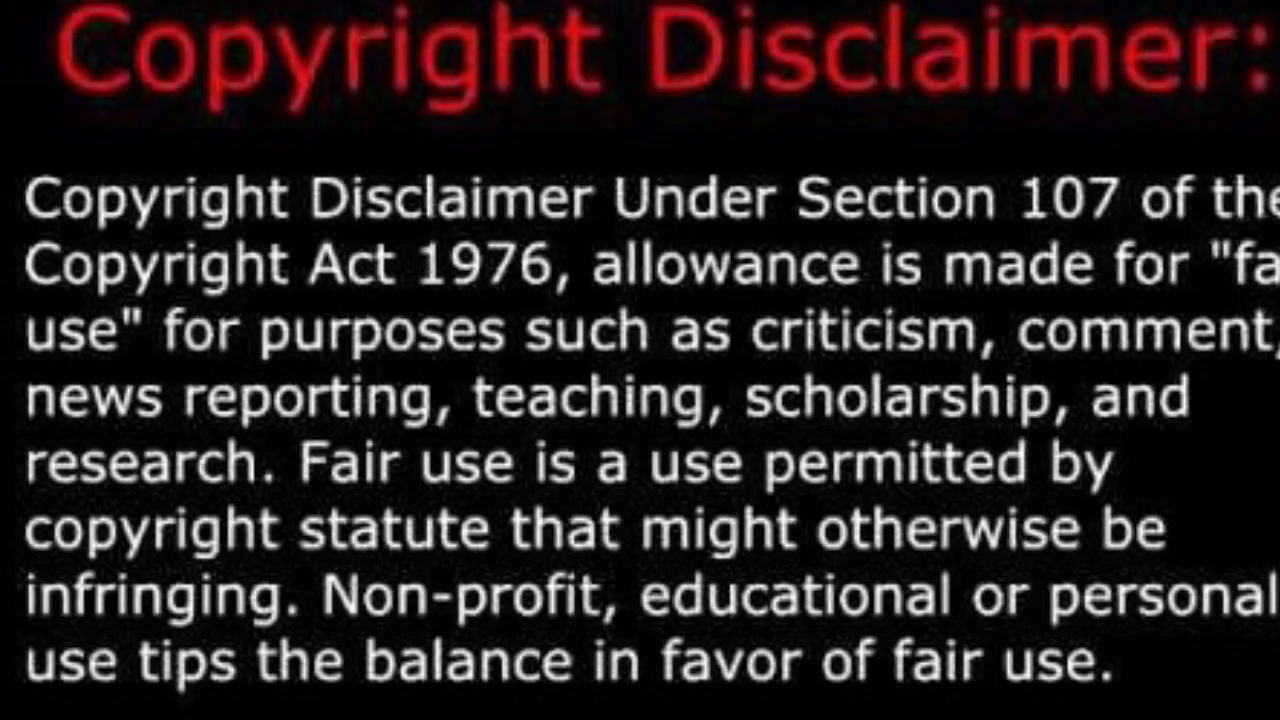 Copyright Disclaimer:
Copyright Disclaimer Under Section 107 of the
Copyright Act 1976, allowance is made for "fa
use" for purposes such as criticism, comment,
news reporting, teaching, scholarship, and
research. Fair use is a use permitted by
copyright statute that might otherwise be
infringing. Non-profit, educational or personal
use tips the balance in favor of fair use.